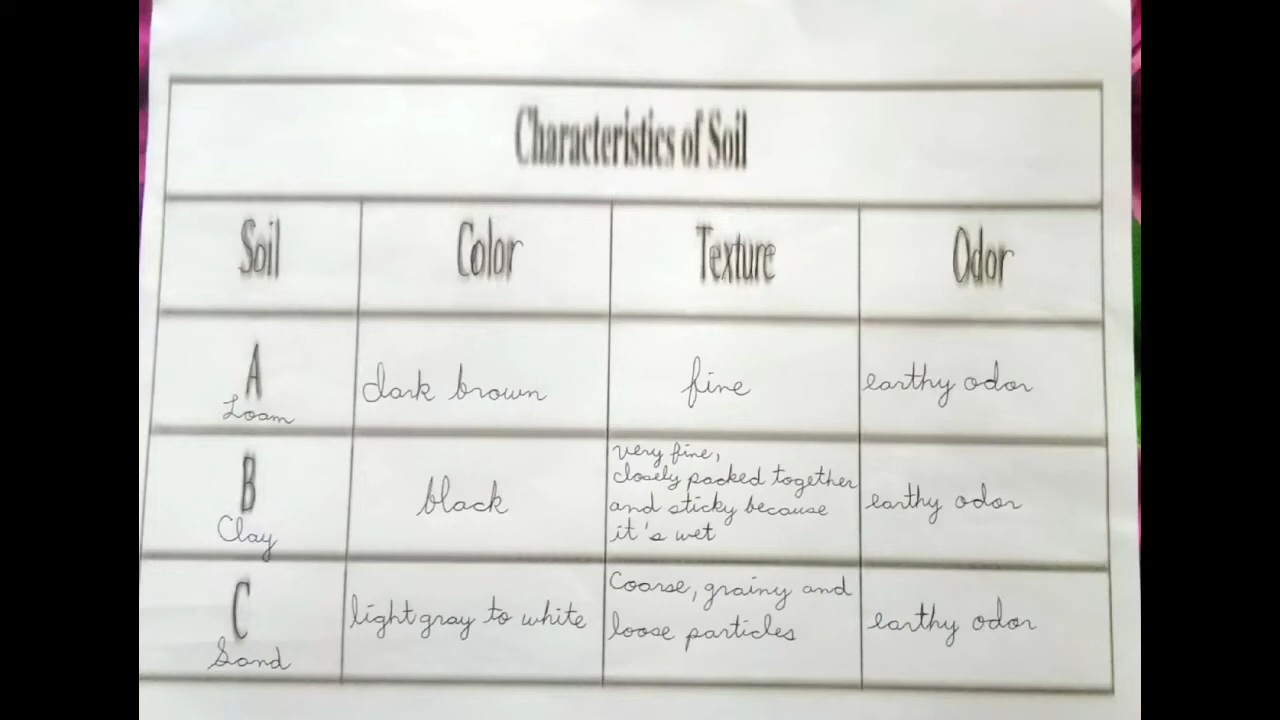 Characteristics of Soil
Soil Color Texture Odor
A
Loam
dark brown
fine
earthy odor
B
Clay
black
very fine,
closely packed together
and sticky because
it's wet
earthy odor
C
Sand
light gray to white
Coarse, grainy and
loose particles
earthy odor